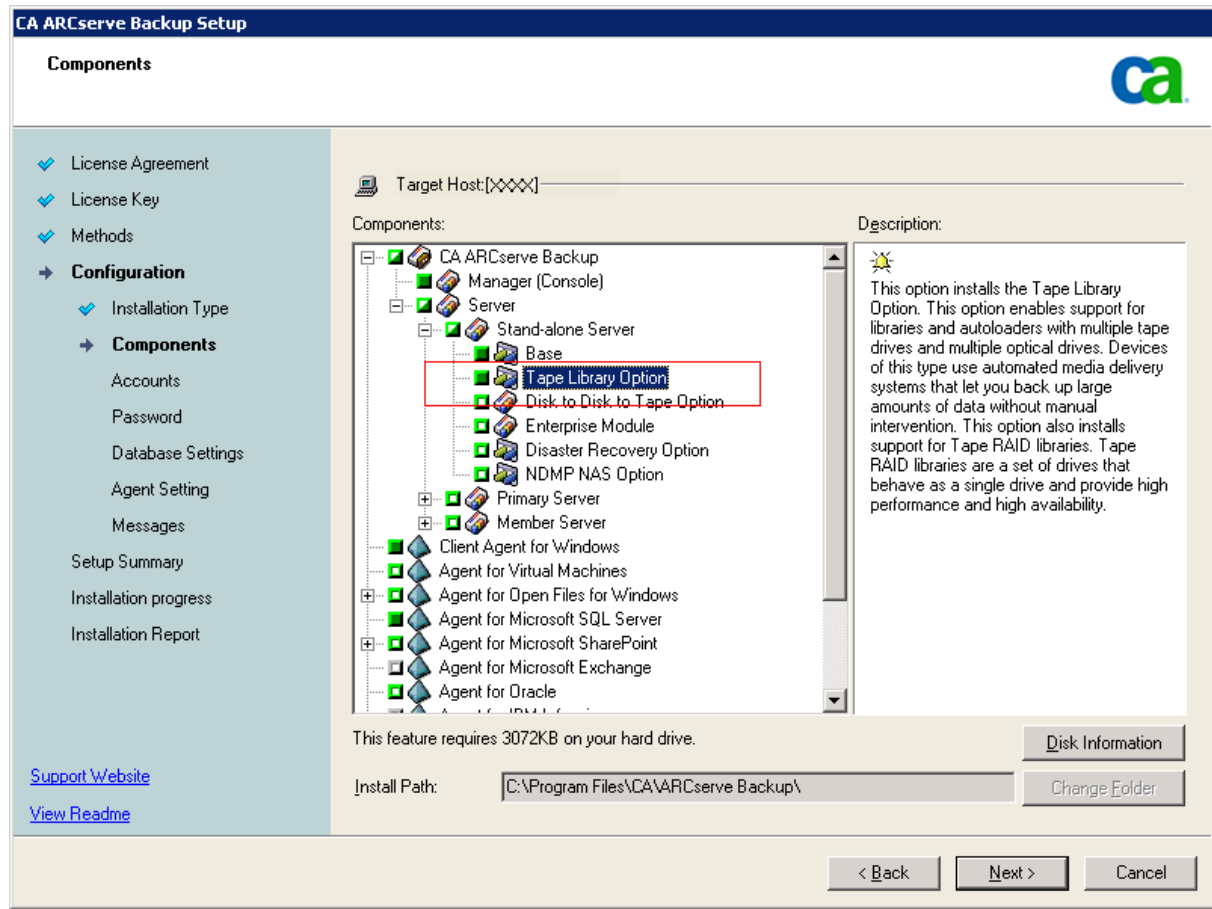 CA ARCserve Backup Setup
Components
ca
License Agreement
License Key
Methods
Configuration
Installation Type
Components
Accounts
Password
Database Settings
Agent Setting
Messages
Setup Summary
Installation progress
Installation Report
Support Website
View Readme
Target Host:[XXXX]
Components:
CA ARCserve Backup
Manager (Console)
Server
Stand-alone Server
Base
Tape Library Option
Disk to Disk to Tape Option
Enterprise Module
Disaster Recovery Option
NDMP NAS Option
Primary Server
Member Server
Client Agent for Windows
Agent for Virtual Machines
Agent for Open Files for Windows
Agent for Microsoft SQL Server
Agent for Microsoft SharePoint
Agent for Microsoft Exchange
Agent for Oracle
Description:
This option installs the Tape Library
Option. This option enables support for
libraries and autoloaders with multiple tape
drives and multiple optical drives. Devices
of this type use automated media delivery
systems that let you back up large
amounts of data without manual
intervention. This option also installs
support for Tape RAID libraries. Tape
RAID libraries are a set of drives that
behave as a single drive and provide high
performance and high availability.
This feature requires 3072KB on your hard drive.
Disk Information
Install Path:
C:\Program Files\CA\ARCserve Backup\
Change Folder
< Back
Next >
Cancel